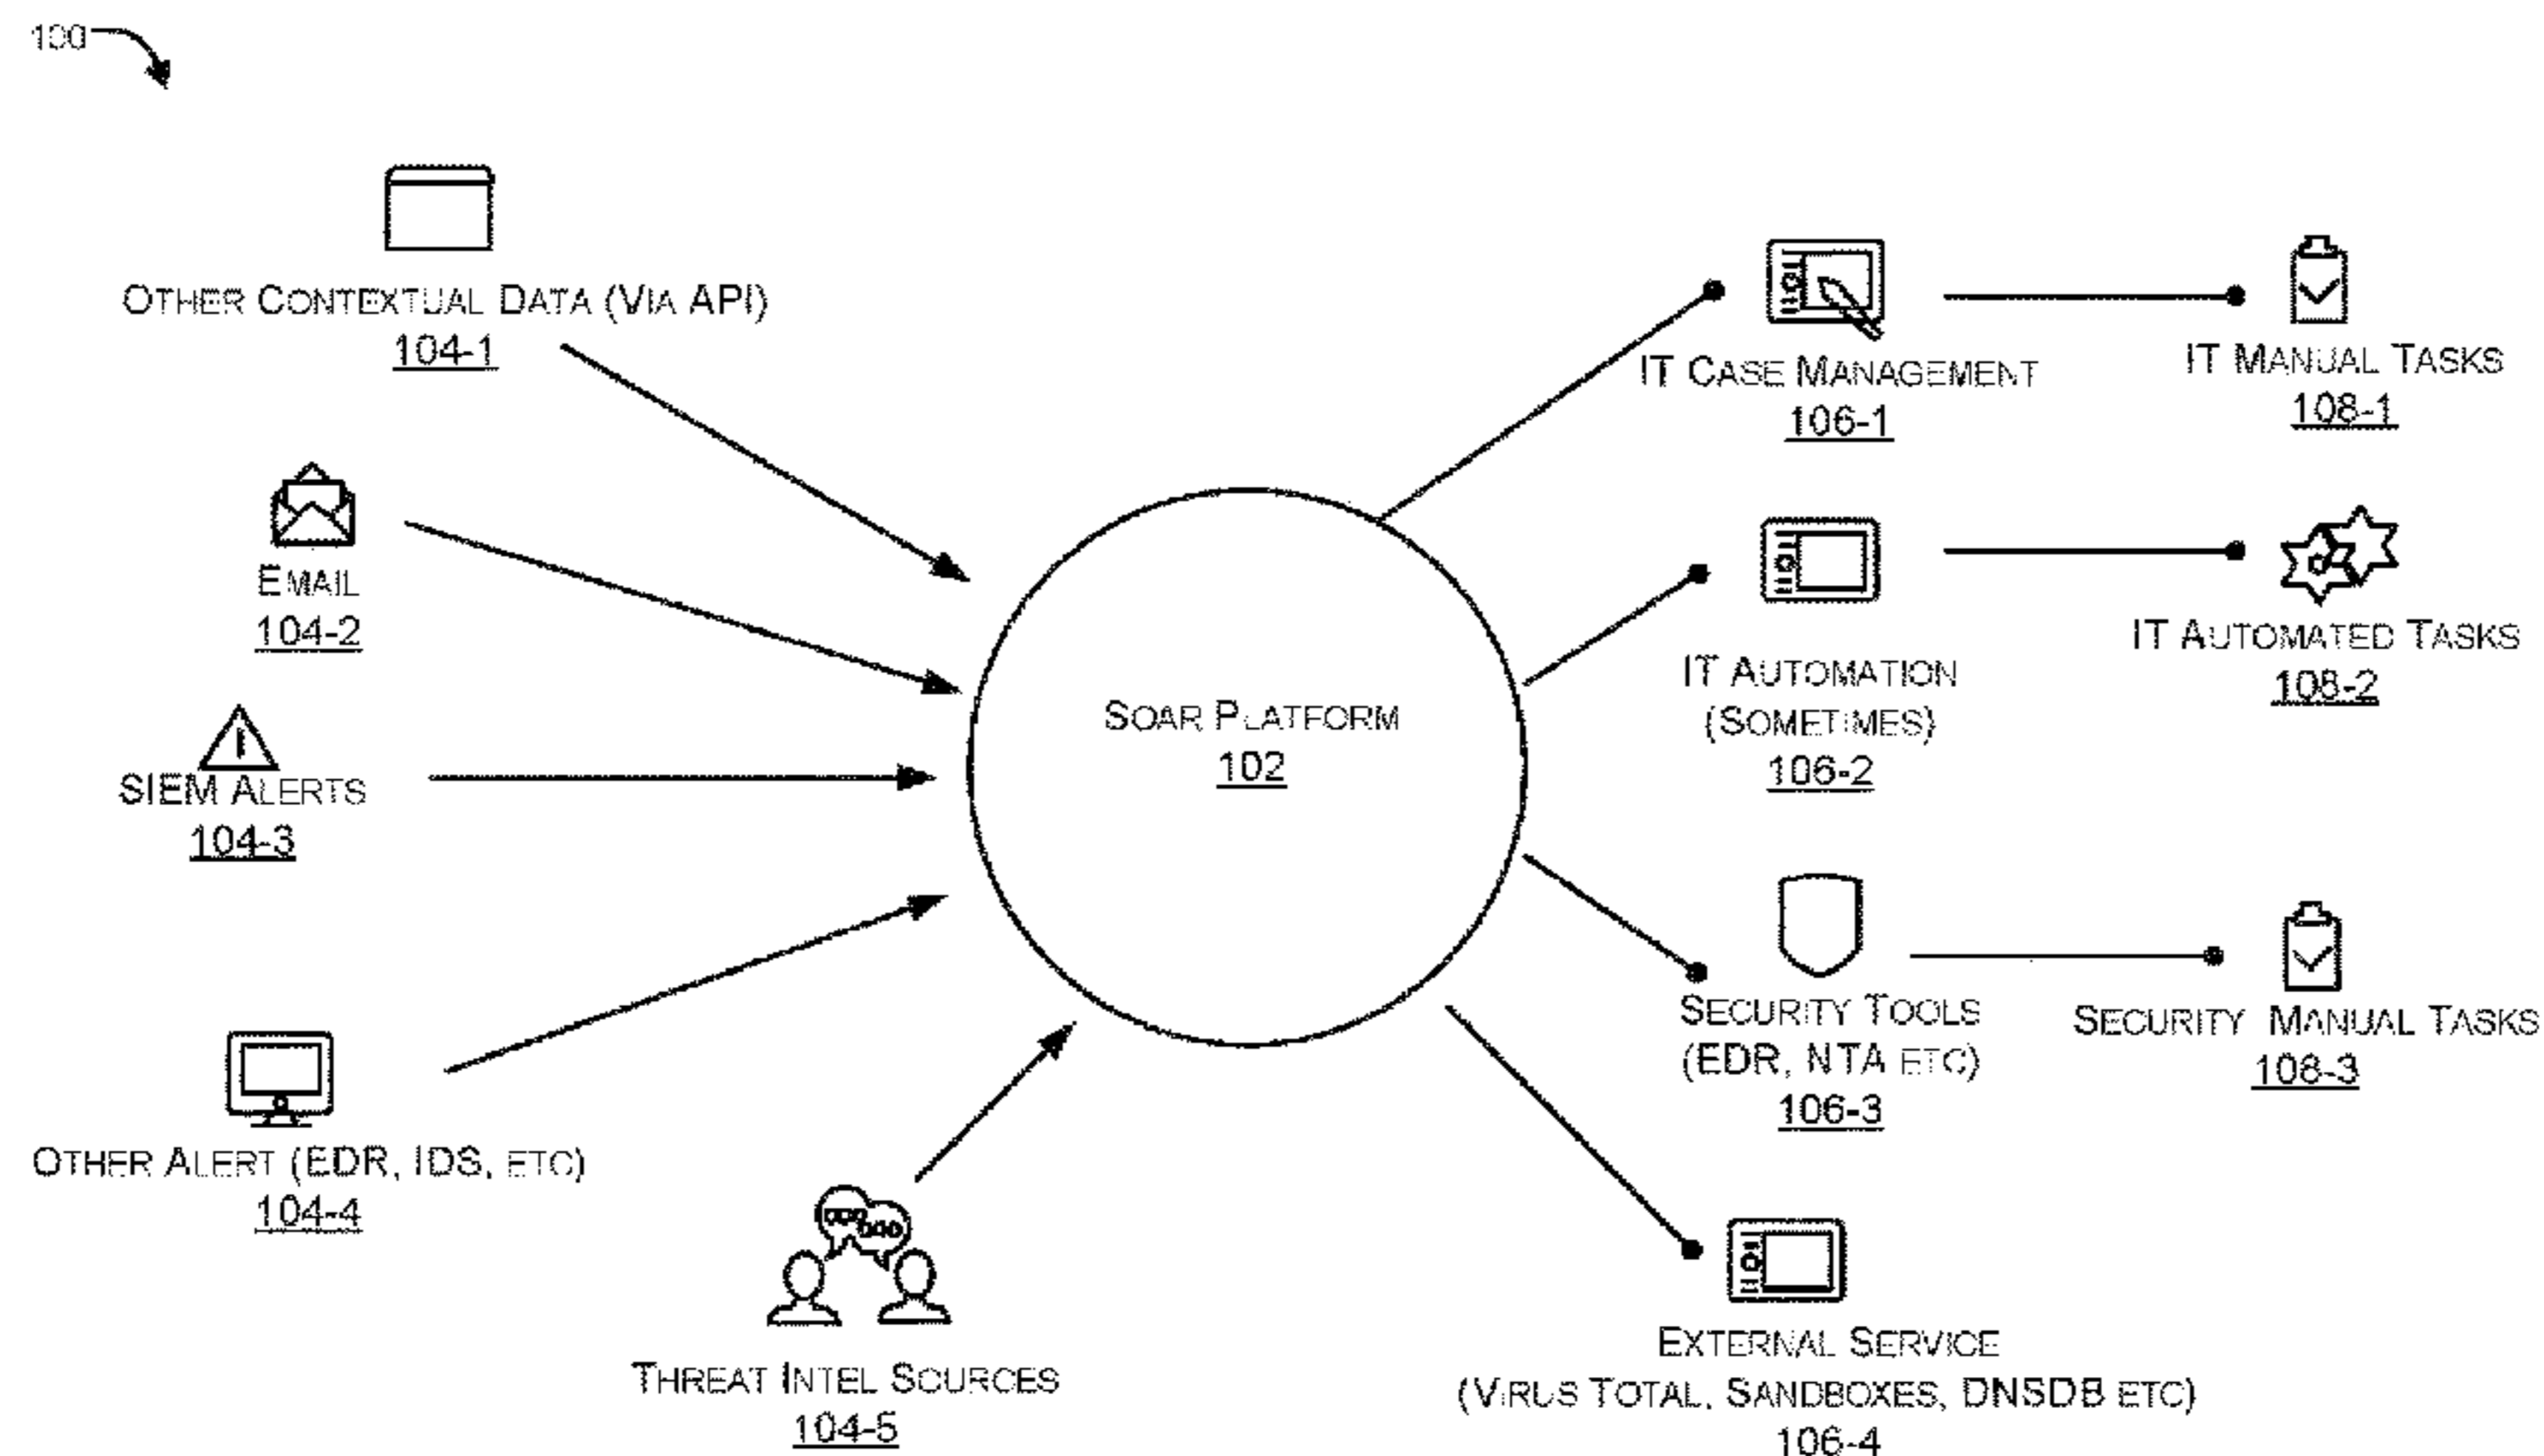 100
OTHER CONTEXTUAL DATA (VIA API)
104-1
EMAIL
104-2
SIEM ALERTS
104-3
OTHER ALERT (EDR, IDS, ETC)
104-4
THREAT INTEL SOURCES
104-5
SOAR PLATFORM
102
IT CASE MANAGEMENT
106-1
IT MANUAL TASKS
108-1
IT AUTOMATION
(SOMETIMES)
106-2
IT AUTOMATED TASKS
108-2
SECURITY TOOLS
(EDR, NTA ETC)
106-3
SECURITY MANUAL TASKS
108-3
EXTERNAL SERVICE
(VIRUS TOTAL, SANDBOXES, DNSDB ETC)
106-4